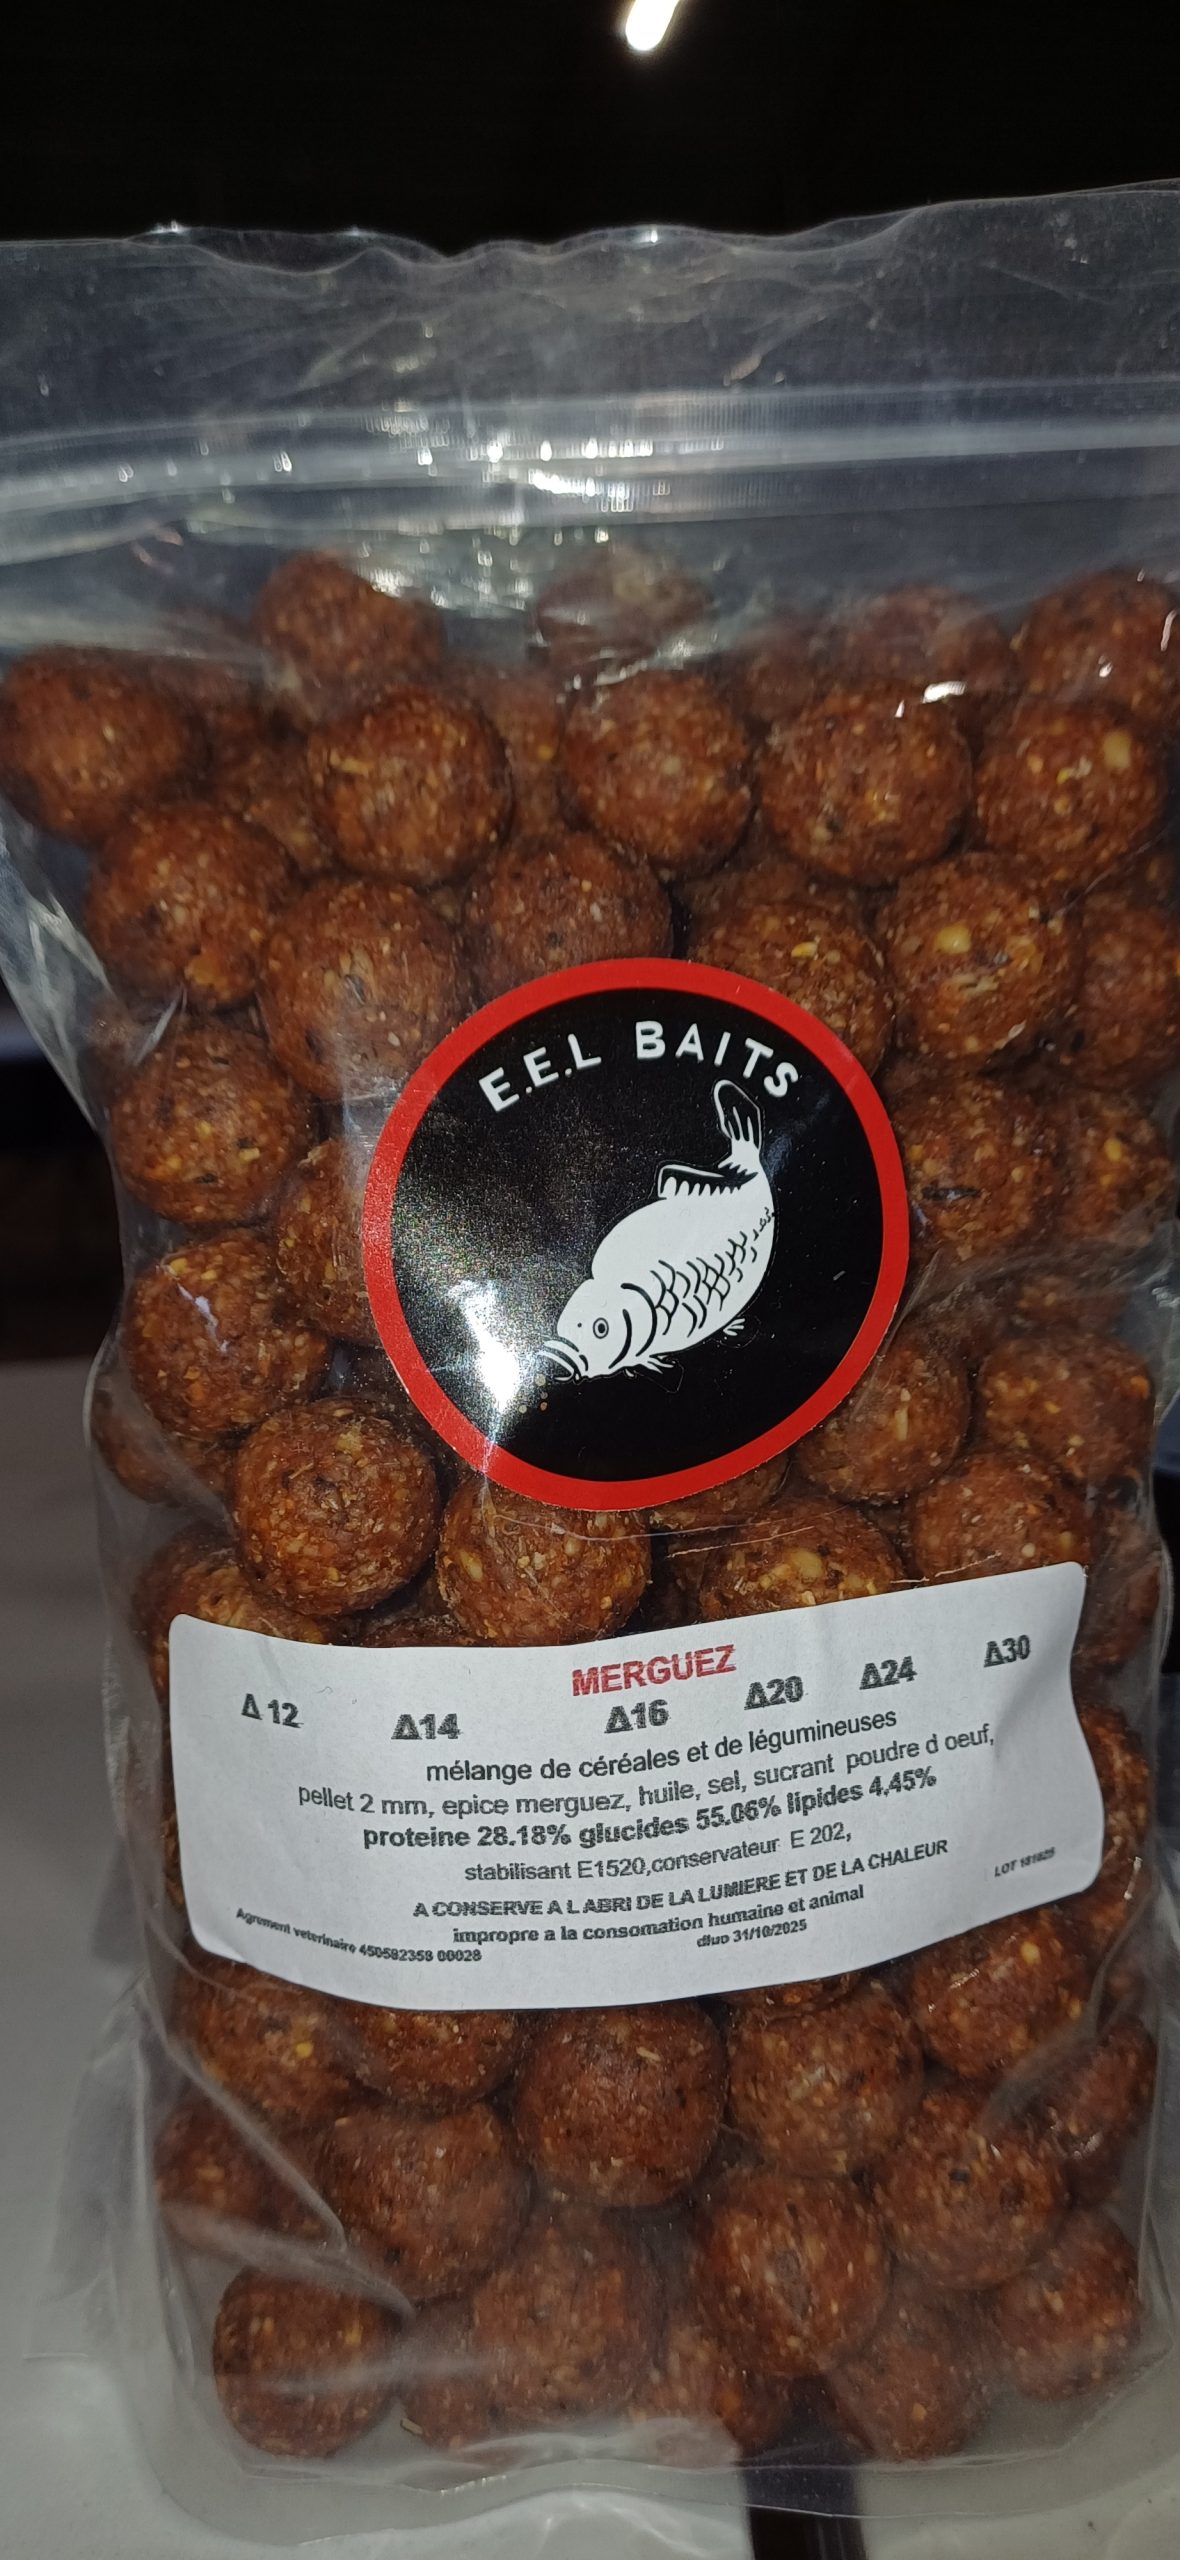 E.E.L BAITS
MERGUEZ
Δ12 Δ14 Δ16 Δ20 Δ24 Δ30
mélange de céréales et de légumineuses
pellet 2 mm, epice merguez, huile, sel, sucrant poudre d oeuf,
proteine 28.18% glucides 55.06% lipides 4,45%
stabilisant E1520,conservateur E 202,
A CONSERVE A L ABRI DE LA LUMIERE ET DE LA CHALEUR
LOT 181825
impropre a la consomation humaine et animal
Agrement veterinaire 450582358 00028
dluo 31/10/2025